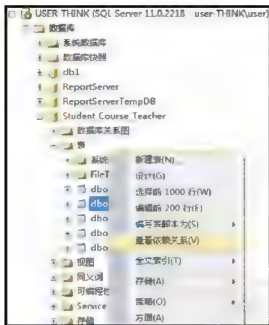 USER THINK (SQL Server 11.0.2218 user-THINK\user)
数据库
系统数据库
数据库快照
db1
ReportServer
ReportServerTempDB
Student Course_Teacher
数据库关系图
表
系统
FileT
dbo
dbo
dbo
dbo
dbo
视图
同义词
可编程性
Service
存储
新建表(N)...
设计(G)
选择前 1000 行(W)
编辑前 200 行(E)
编写表脚本为(S)
查看依赖关系(V)
全文索引(T)
存储(A)
策略(O)
方面(A)